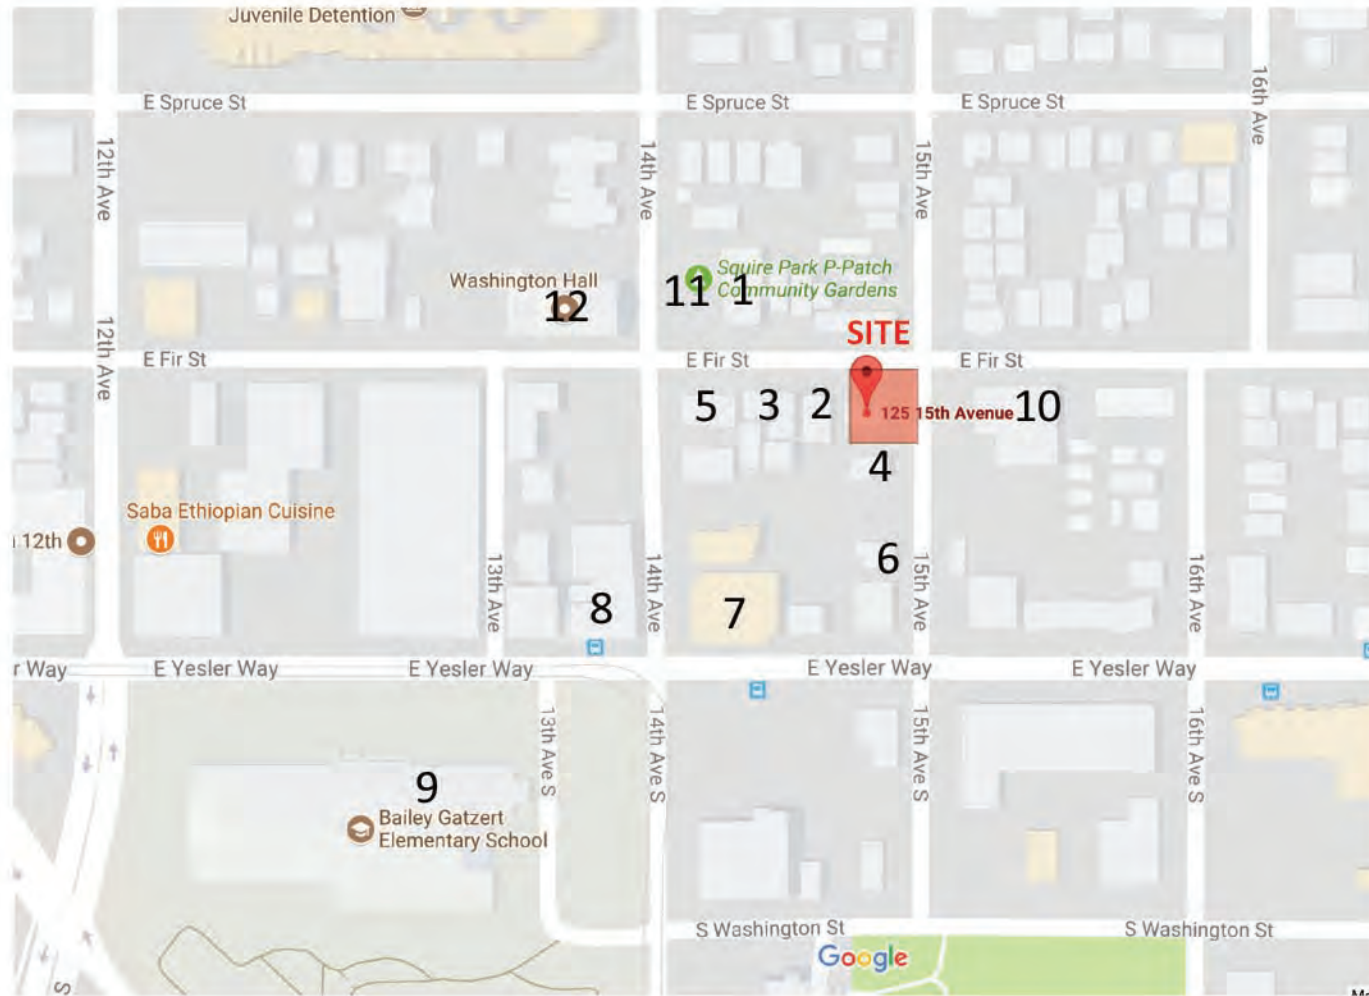 Juvenile Detention
E Spruce St
E Spruce St
E Spruce St
16th Ave
12th Ave
14th Ave
15th Ave
Washington Hall
12
11
1
Squire Park P-Patch
Community Gardens
12th Ave
SITE
E Fir St
E Fir St
E Fir St
5
3
2
125 15th Avenue
10
4
Saba Ethiopian Cuisine
12th
13th Ave
14th Ave
6
15th Ave
16th Ave
8
7
r Way
E Yesler Way
E Yesler Way
E Yesler Way
E Yesler Way
13th Ave S
14th Ave S
15th Ave S
16th Ave S
9
Bailey Gatzert
Elementary School
S Washington St
S Washington St
Google
S